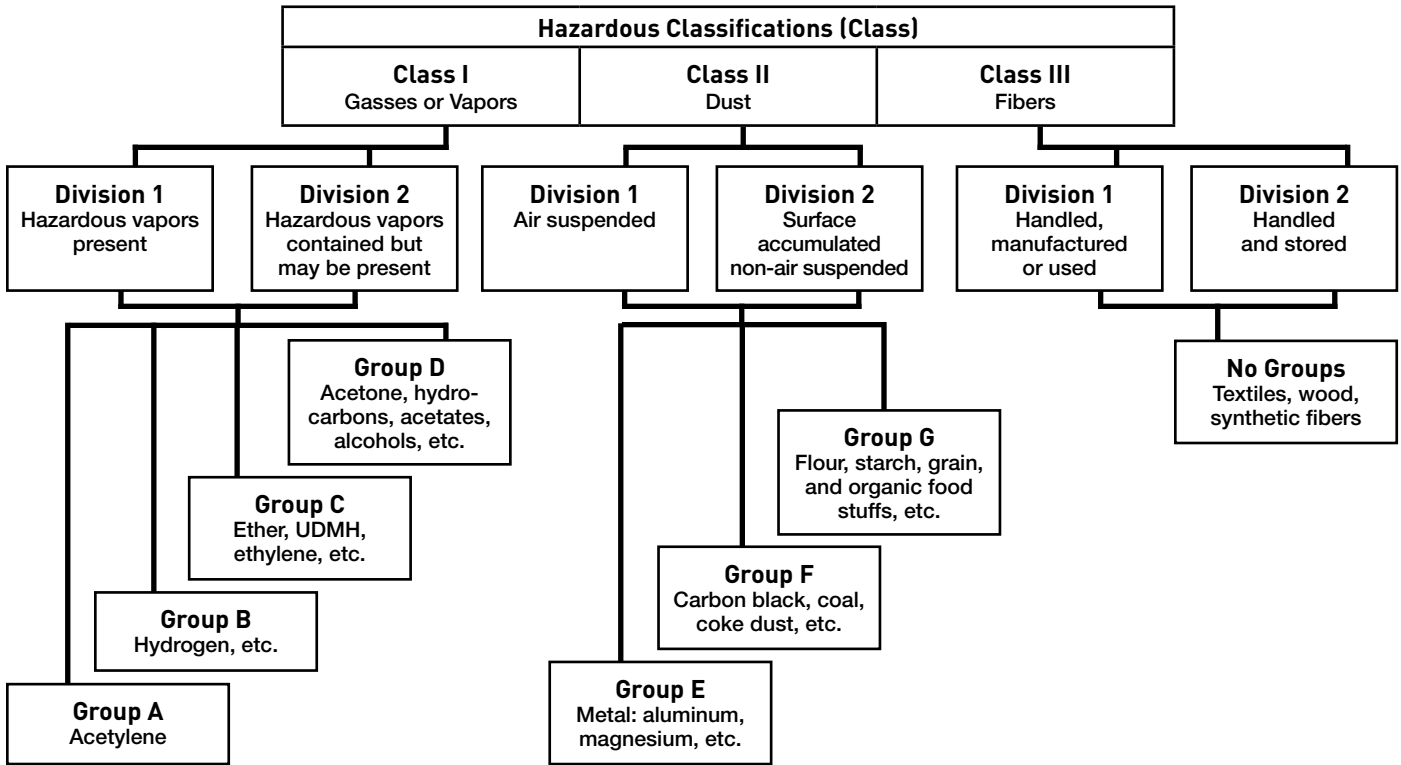 Hazardous Classifications (Class)
Class I
Gasses or Vapors
Class II
Dust
Class III
Fibers
Division 1
Hazardous vapors
present
Division 2
Hazardous vapors
contained but
may be present
Division 1
Air suspended
Division 2
Surface
accumulated
non-air suspended
Division 1
Handled,
manufactured
or used
Division 2
Handled
and stored
Group D
Acetone, hydro-
carbons, acetates,
alcohols, etc.
Group C
Ether, UDMH,
ethylene, etc.
Group B
Hydrogen, etc.
Group A
Acetylene
Group G
Flour, starch, grain,
and organic food
stuffs, etc.
Group F
Carbon black, coal,
coke dust, etc.
Group E
Metal: aluminum,
magnesium, etc.
No Groups
Textiles, wood,
synthetic fibers